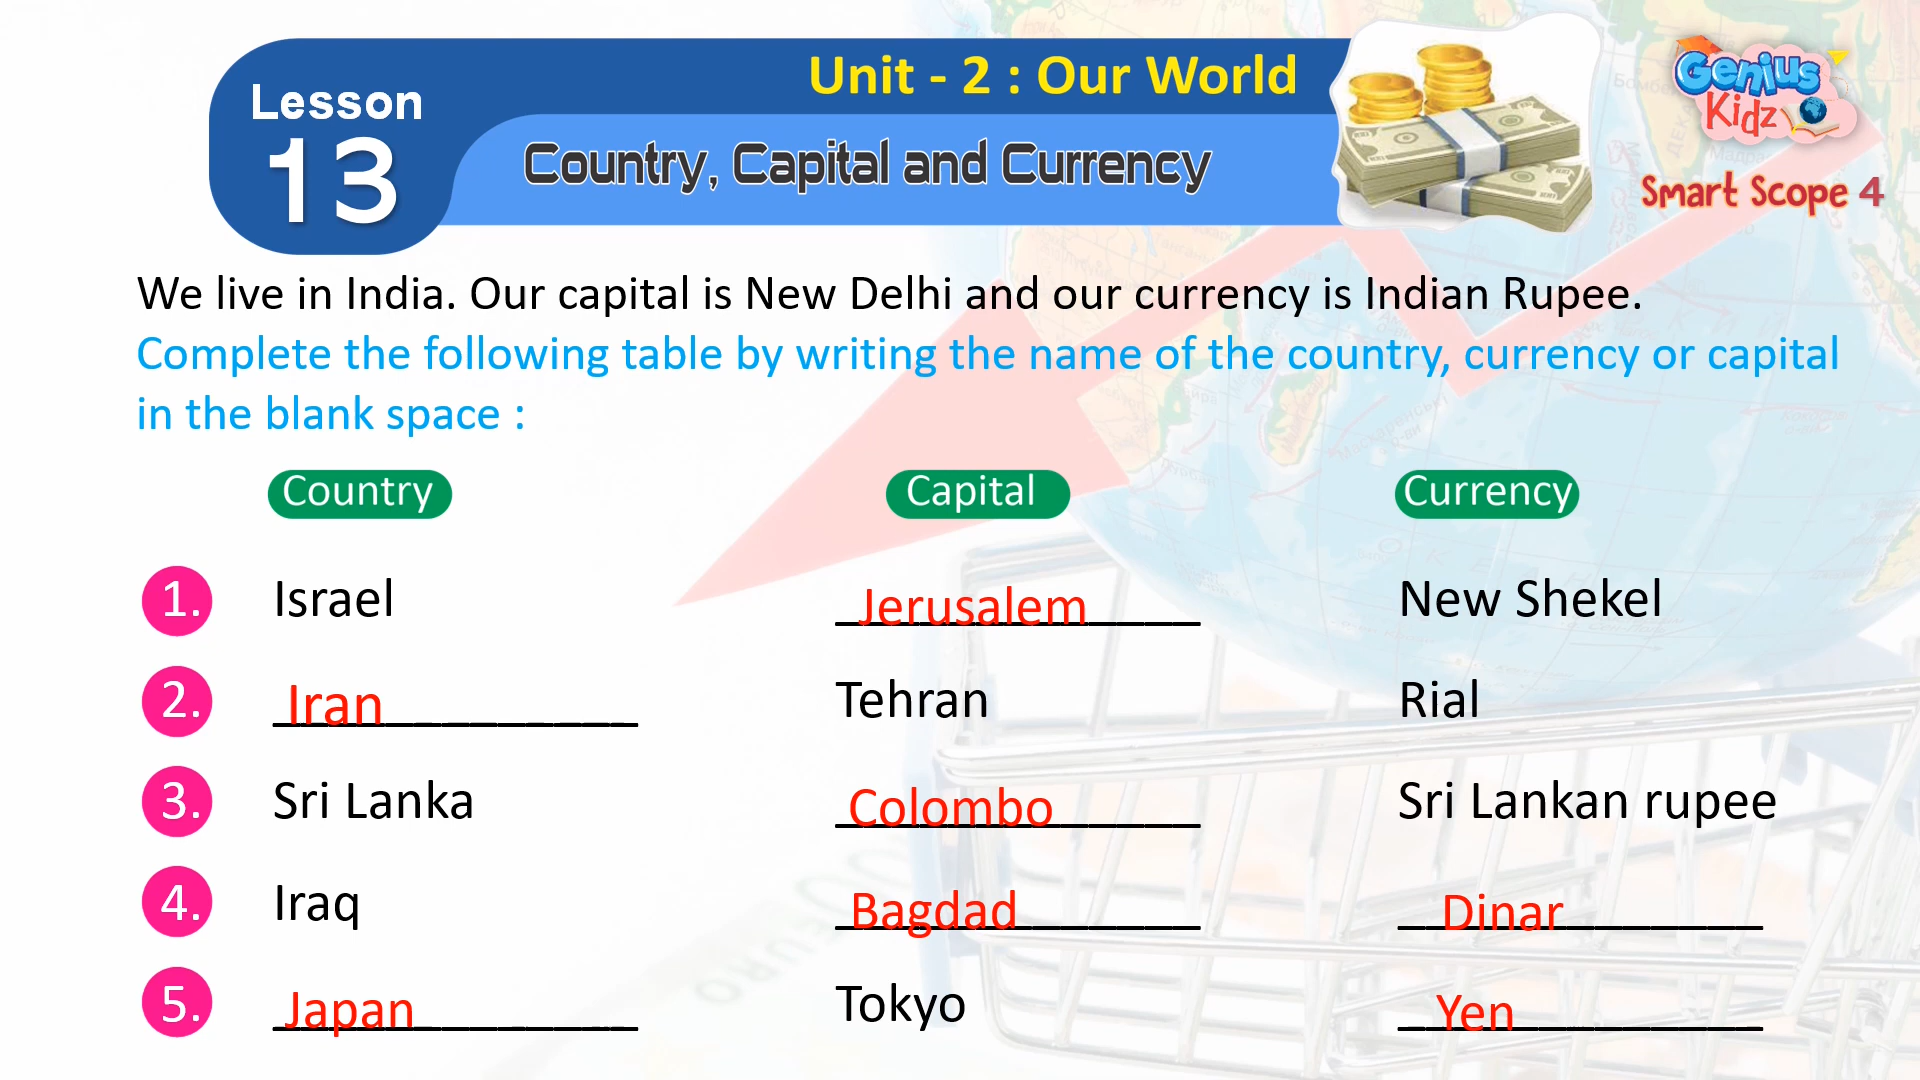 Unit - 2 : Our World
Lesson
13
Country, Capital and Currency
Genius
Kidz
Smart Scope 4
We live in India. Our capital is New Delhi and our currency is Indian Rupee.
Complete the following table by writing the name of the country, currency or capital
in the blank space :
Country Capital Currency
1. Israel Jerusalem New Shekel
2. Iran Tehran Rial
3. Sri Lanka Colombo Sri Lankan rupee
4. Iraq Bagdad Dinar
5. Japan Tokyo Yen